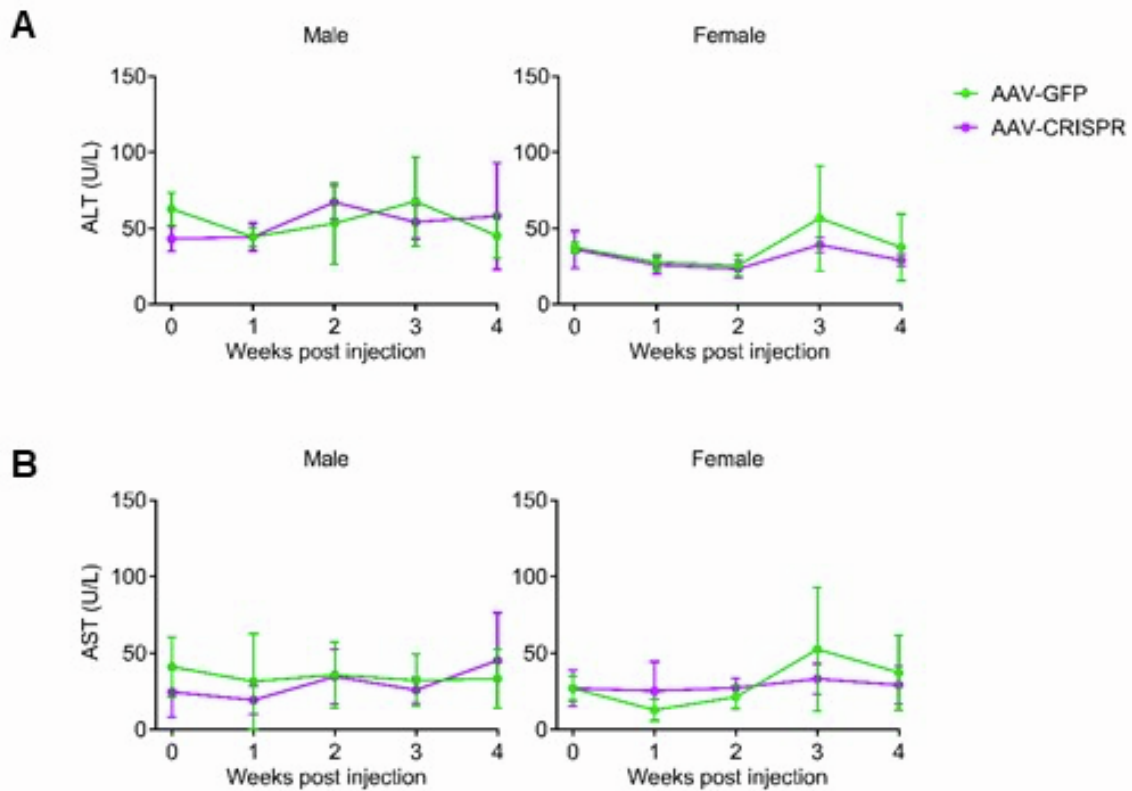 A
Male
Female
AAV-GFP
AAV-CRISPR
ALT (U/L)
150
100
50
0
0 1 2 3 4
Weeks post injection
150
100
50
0
0 1 2 3 4
Weeks post injection
B
Male
Female
AST (U/L)
150
100
50
0
0 1 2 3 4
Weeks post injection
150
100
50
0
0 1 2 3 4
Weeks post injection